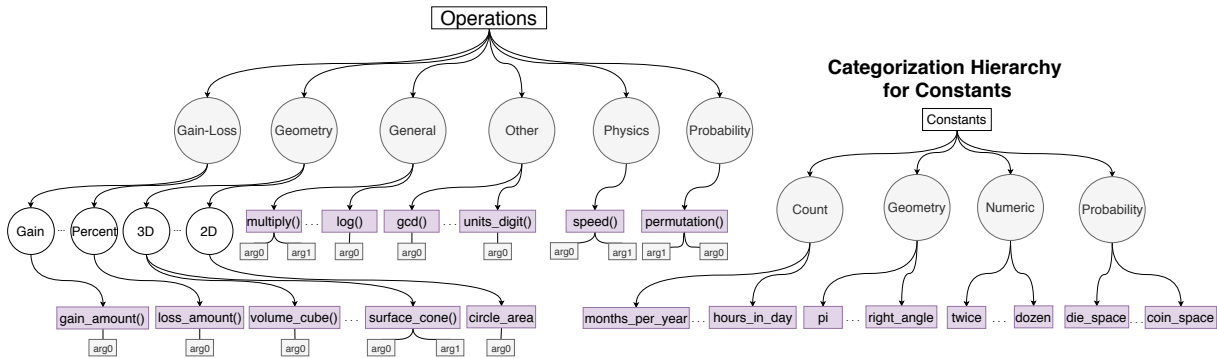 Operations
Categorization Hierarchy
for Constants
Constants
Gain-Loss
Geometry
General
Other
Physics
Probability
Count
Geometry
Numeric
Probability
Gain
...
Percent
3D
...
2D
multiply()
...
log()
gcd()
...
units_digit()
speed()
permutation()
arg0
arg1
arg0
arg0
arg0
arg0
arg1
arg0
arg0
gain_amount()
loss_amount()
volume_cube()
...
surface_cone()
circle_area
months_per_year
...
hours_in_day
pi
...
right_angle
twice
...
dozen
die_space
...
coin_space
arg0
arg0
arg0
arg0
arg1
arg0